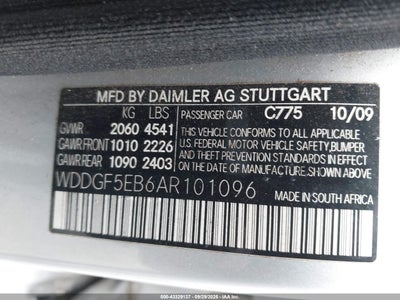 MFD BY DAIMLER AG STUTTGART
KG LBS PASSENGER CAR C775 10/09
GVWR 2060 4541 THIS VEHICLE CONFORMS TO ALL APPLICABLE
GAWR FRONT 1010 2226 U.S. FEDERAL MOTOR VEHICLE SAFETY, BUMPER
GAWR REAR 1090 2403 AND THEFT PREVENTION STANDARDS IN EFFECT
ON THE DATE OF MANUFACTURE SHOWN ABOVE.
WDDGF5EB6AR101096 MADE IN SOUTH AFRICA
500-43329137 - 09/29/2025 - IAA Inc.